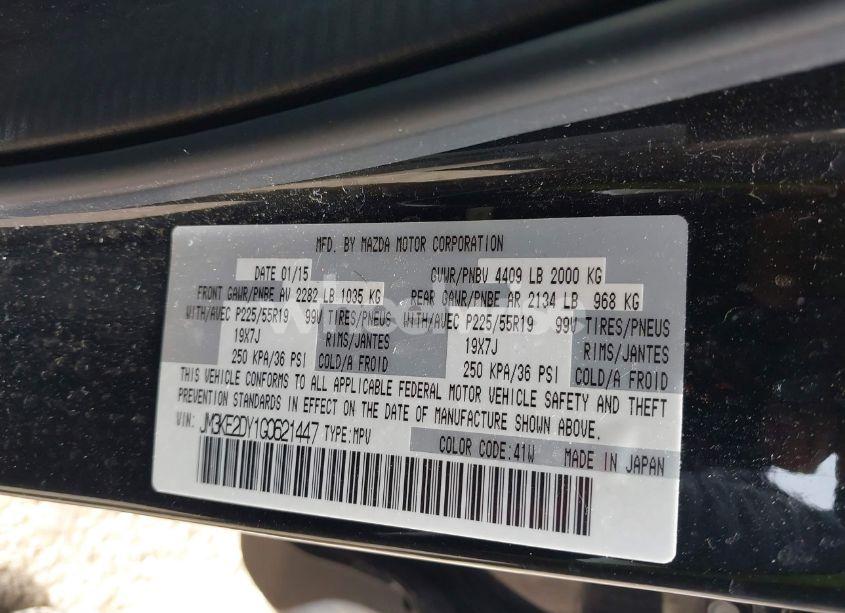 MFD. BY MAZDA MOTOR CORPORATION
DATE 01/15 GVWR/PNBV 4409 LB 2000 KG
FRONT GAWR/PNBE AV 2282 LB 1035 KG REAR GAWR/PNBE AR 2134 LB 968 KG
WITH/AVEC P225/55R19 99V TIRES/PNEUS WITH/AVEC P225/55R19 99V TIRES/PNEUS
19X7J RIMS/JANTES 19X7J RIMS/JANTES
250 KPA/36 PSI COLD/A FROID 250 KPA/36 PSI COLD/A FROID
THIS VEHICLE CONFORMS TO ALL APPLICABLE FEDERAL MOTOR VEHICLE SAFETY AND THEFT
PREVENTION STANDARDS IN EFFECT ON THE DATE OF MANUFACTURE SHOWN ABOVE.
VIN: JM3KE2DY1G0621447 TYPE:MPV
COLOR CODE:41W MADE IN JAPAN